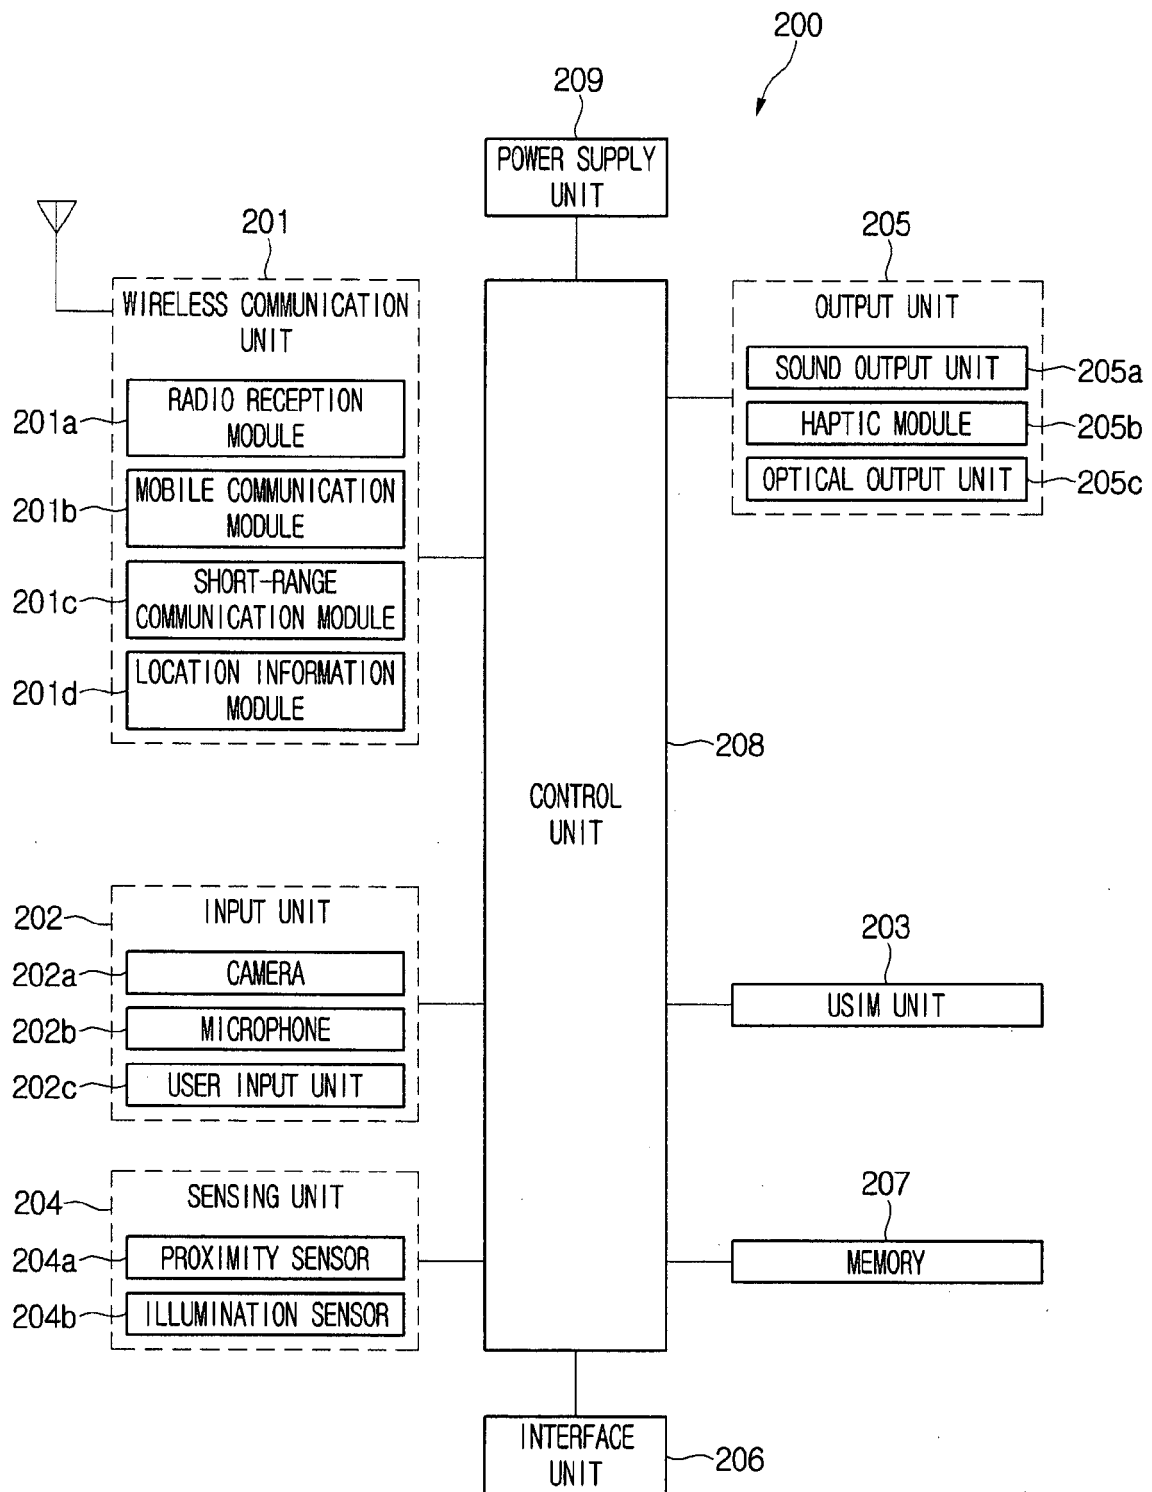 200
209
POWER SUPPLY
UNIT
201
WIRELESS COMMUNICATION
UNIT
201a
RADIO RECEPTION
MODULE
201b
MOBILE COMMUNICATION
MODULE
201c
SHORT-RANGE
COMMUNICATION MODULE
201d
LOCATION INFORMATION
MODULE
205
OUTPUT UNIT
SOUND OUTPUT UNIT
205a
HAPTIC MODULE
205b
OPTICAL OUTPUT UNIT
205c
208
CONTROL
UNIT
202
INPUT UNIT
202a
CAMERA
202b
MICROPHONE
202c
USER INPUT UNIT
203
USIM UNIT
204
SENSING UNIT
204a
PROXIMITY SENSOR
204b
ILLUMINATION SENSOR
207
MEMORY
INTERFACE
UNIT
206